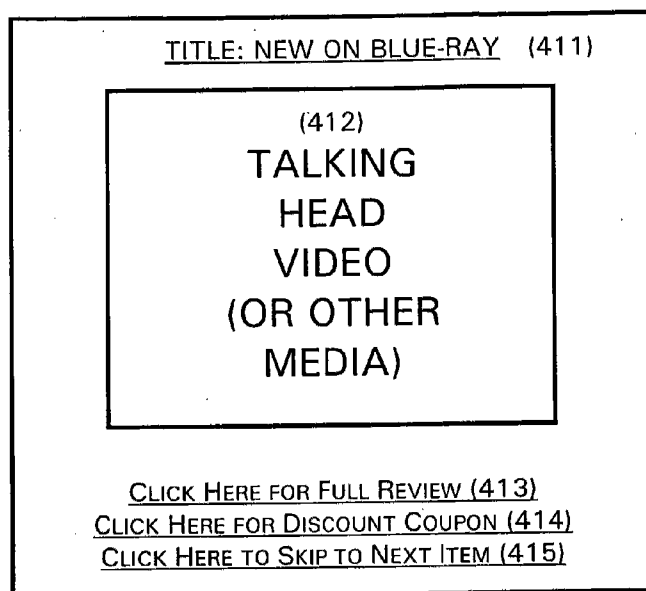 TITLE: NEW ON BLUE-RAY (411)
(412)
TALKING
HEAD
VIDEO
(OR OTHER
MEDIA)
CLICK HERE FOR FULL REVIEW (413)
CLICK HERE FOR DISCOUNT COUPON (414)
CLICK HERE TO SKIP TO NEXT ITEM (415)